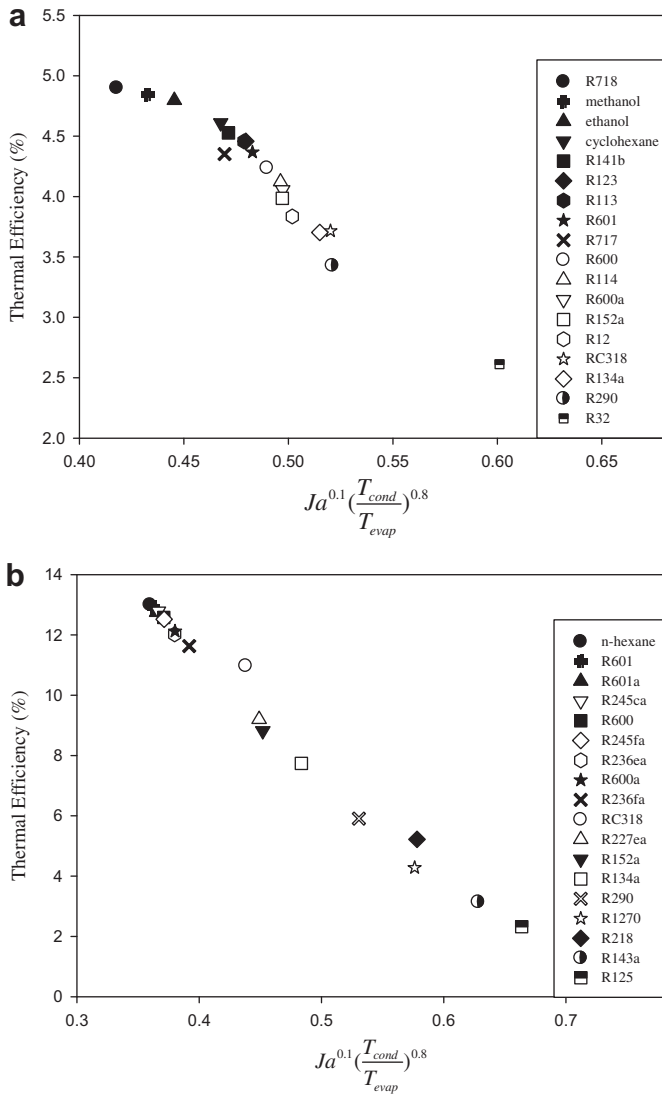 a
5.5
5.0
4.5
4.0
3.5
3.0
2.5
2.0
Thermal Efficiency (%)
0.40 0.45 0.50 0.55 0.60 0.65
Ja^0.1(T_cond/T_evap)^0.8
R718
methanol
ethanol
cyclohexane
R141b
R123
R113
R601
R717
R600
R114
R600a
R152a
R12
RC318
R134a
R290
R32
b
14
12
10
8
6
4
2
0
Thermal Efficiency (%)
0.3 0.4 0.5 0.6 0.7
Ja^0.1(T_cond/T_evap)^0.8
n-hexane
R601
R601a
R245ca
R600
R245fa
R236ea
R600a
R236fa
RC318
R227ea
R152a
R134a
R290
R1270
R218
R143a
R125